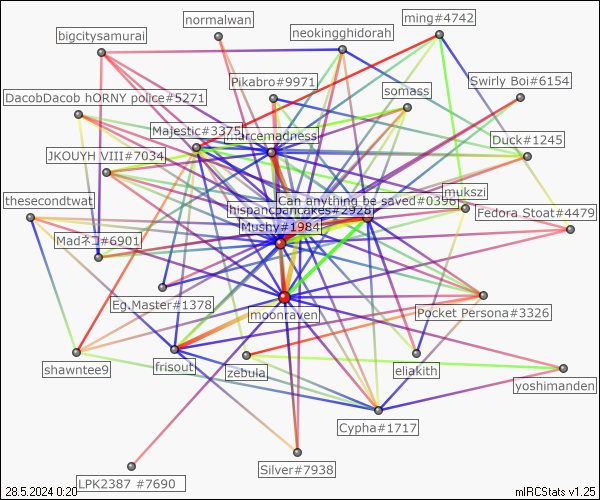 normalwan
ming#4742
neokingghidorah
bigcitysamurai
Pikabro#9971
Swirly Boi#6154
somass
DacobDacob hORNY police#5271
Majestic#3375
marcemadness
Duck#1245
JKOUYH VIII#7034
mukszi
thesecondtwat
Can anything be saved#0396
hispancpancakes#2928
Fedora Stoat#4479
Mushy#1984
Madネコ#6901
Eg.Master#1378
moonraven
Pocket Persona#3326
shawntee9
frisout
zebula
eliakith
yoshimanden
Cypha#1717
Silver#7938
LPK2387 #7690
28.5.2024 0:20
mIRCStats v1.25